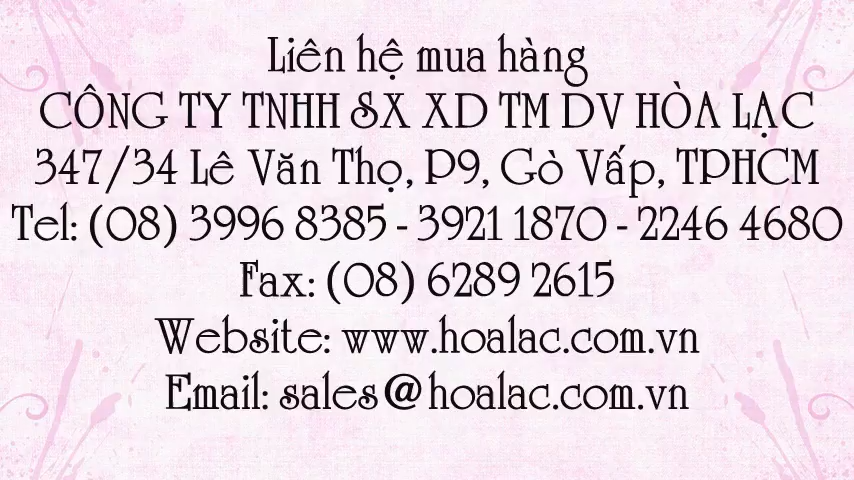 Liên hệ mua hàng
CÔNG TY TNHH SX XD TM DV HÒA LẠC
347/34 Lê Văn Thọ, P9, Gò Vấp, TPHCM
Tel: (08) 3996 8385 - 3921 1870 - 2246 4680
Fax: (08) 6289 2615
Website: www.hoalac.com.vn
Email: sales@hoalac.com.vn